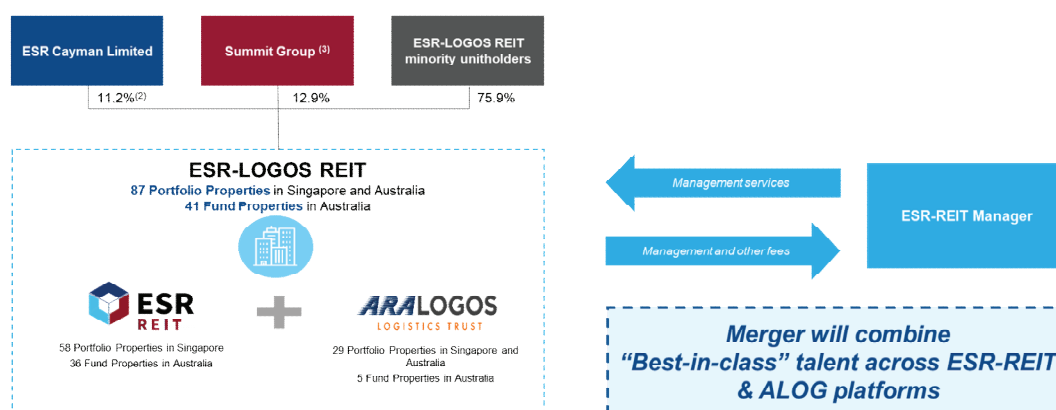 ESR Cayman Limited
Summit Group (3)
ESR-LOGOS REIT
minority unitholders
11.2%(2)
12.9%
75.9%
ESR-LOGOS REIT
87 Portfolio Properties in Singapore and Australia
41 Fund Properties in Australia
ESR
REIT
ARALOGOS
LOGISTICS TRUST
58 Portfolio Properties in Singapore
36 Fund Properties in Australia
29 Portfolio Properties in Singapore and
Australia
5 Fund Properties in Australia
Management services
Management and other fees
ESR-REIT Manager
Merger will combine
“Best-in-class” talent across ESR-REIT
& ALOG platforms